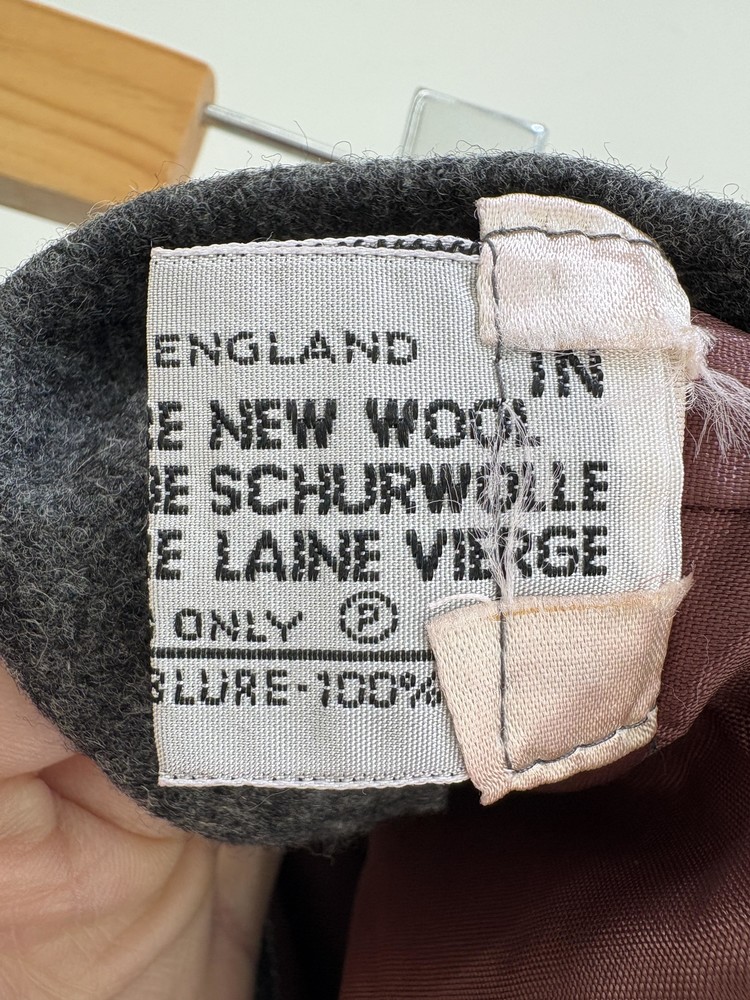 ENGLAND
IN
E NEW WOOL
E SCHURWOLLE
E LAINE VIERGE
ONLY Ⓟ
BLURE-100%